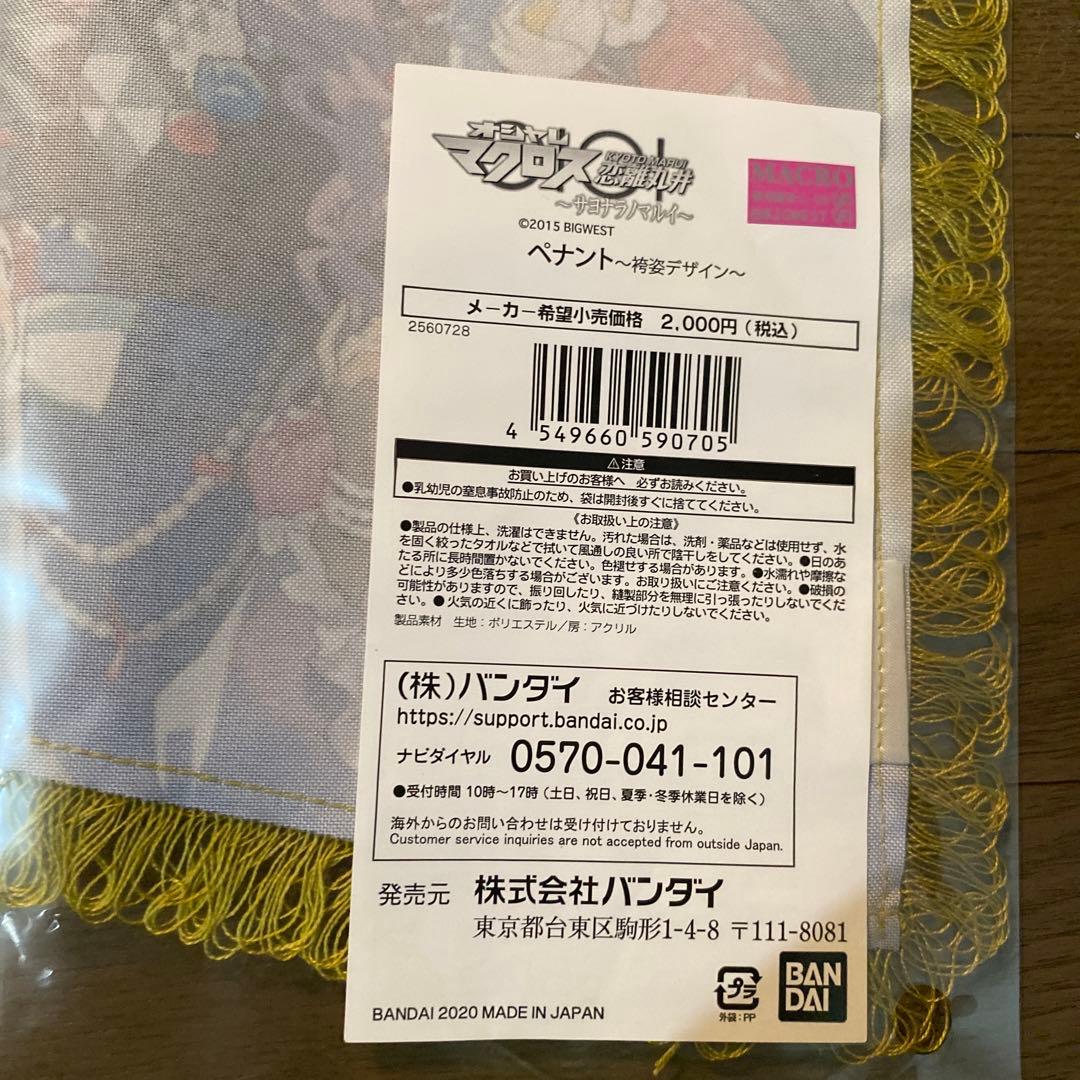 オシャレ
マクロス
KYOTO MARUI
恋離丸井
〜サヨナラノマルイ〜
MACRO
©2015 BIGWEST
ペナント〜袴姿デザイン〜
メーカー希望小売価格 2,000円(税込)
2560728
4 549660 590705
⚠注意
お買い上げのお客様へ 必ずお読みください。
●乳幼児の窒息事故防止のため、袋は開封後すぐに捨ててください。
《お取扱い上の注意》
●製品の仕様上、洗濯はできません。汚れた場合は、洗剤・薬品などは使用せず、水
を固く絞ったタオルなどで拭いて風通しの良い所で陰干しをしてください。●日のあ
たる所に長時間置かないでください。色褪せする場合があります。●水濡れや摩擦な
どにより多少色落ちする場合がございます。お取り扱いにご注意ください。●破損の
可能性がありますので、振り回したり、縫製部分を無理に引っ張ったりしないでくだ
さい。●火気の近くに飾ったり、火気に近づけたりしないでください。
製品素材 生地:ポリエステル/房:アクリル
(株)バンダイ お客様相談センター
https://support.bandai.co.jp
ナビダイヤル 0570-041-101
●受付時間 10時〜17時(土日、祝日、夏季・冬季休業日を除く)
海外からのお問い合わせは受け付けておりません。
Customer service inquiries are not accepted from outside Japan.
発売元 株式会社バンダイ
東京都台東区駒形1-4-8 〒111-8081
プラ
外袋:PP
BAN
DAI
BANDAI 2020 MADE IN JAPAN